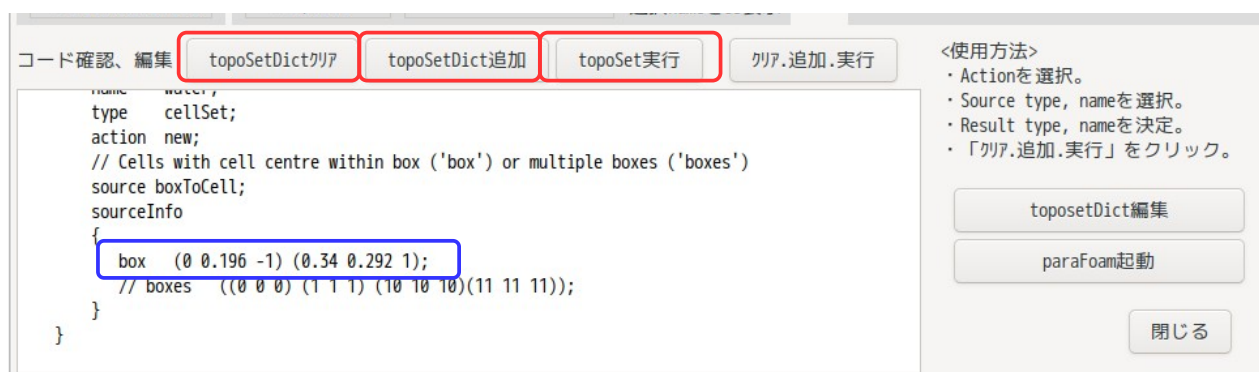 コード確認、編集 topoSetDictクリア topoSetDict追加 topoSet実行 クリア.追加.実行
name water;
type cellSet;
action new;
// Cells with cell centre within box ('box') or multiple boxes ('boxes')
source boxToCell;
sourceInfo
{
box (0 0.196 -1) (0.34 0.292 1);
// boxes ((0 0 0) (1 1 1) (10 10 10)(11 11 11));
}
}
<使用方法>
・Actionを選択。
・Source type, nameを選択。
・Result type, nameを決定。
・「クリア.追加.実行」をクリック。
toposetDict編集
paraFoam起動
閉じる